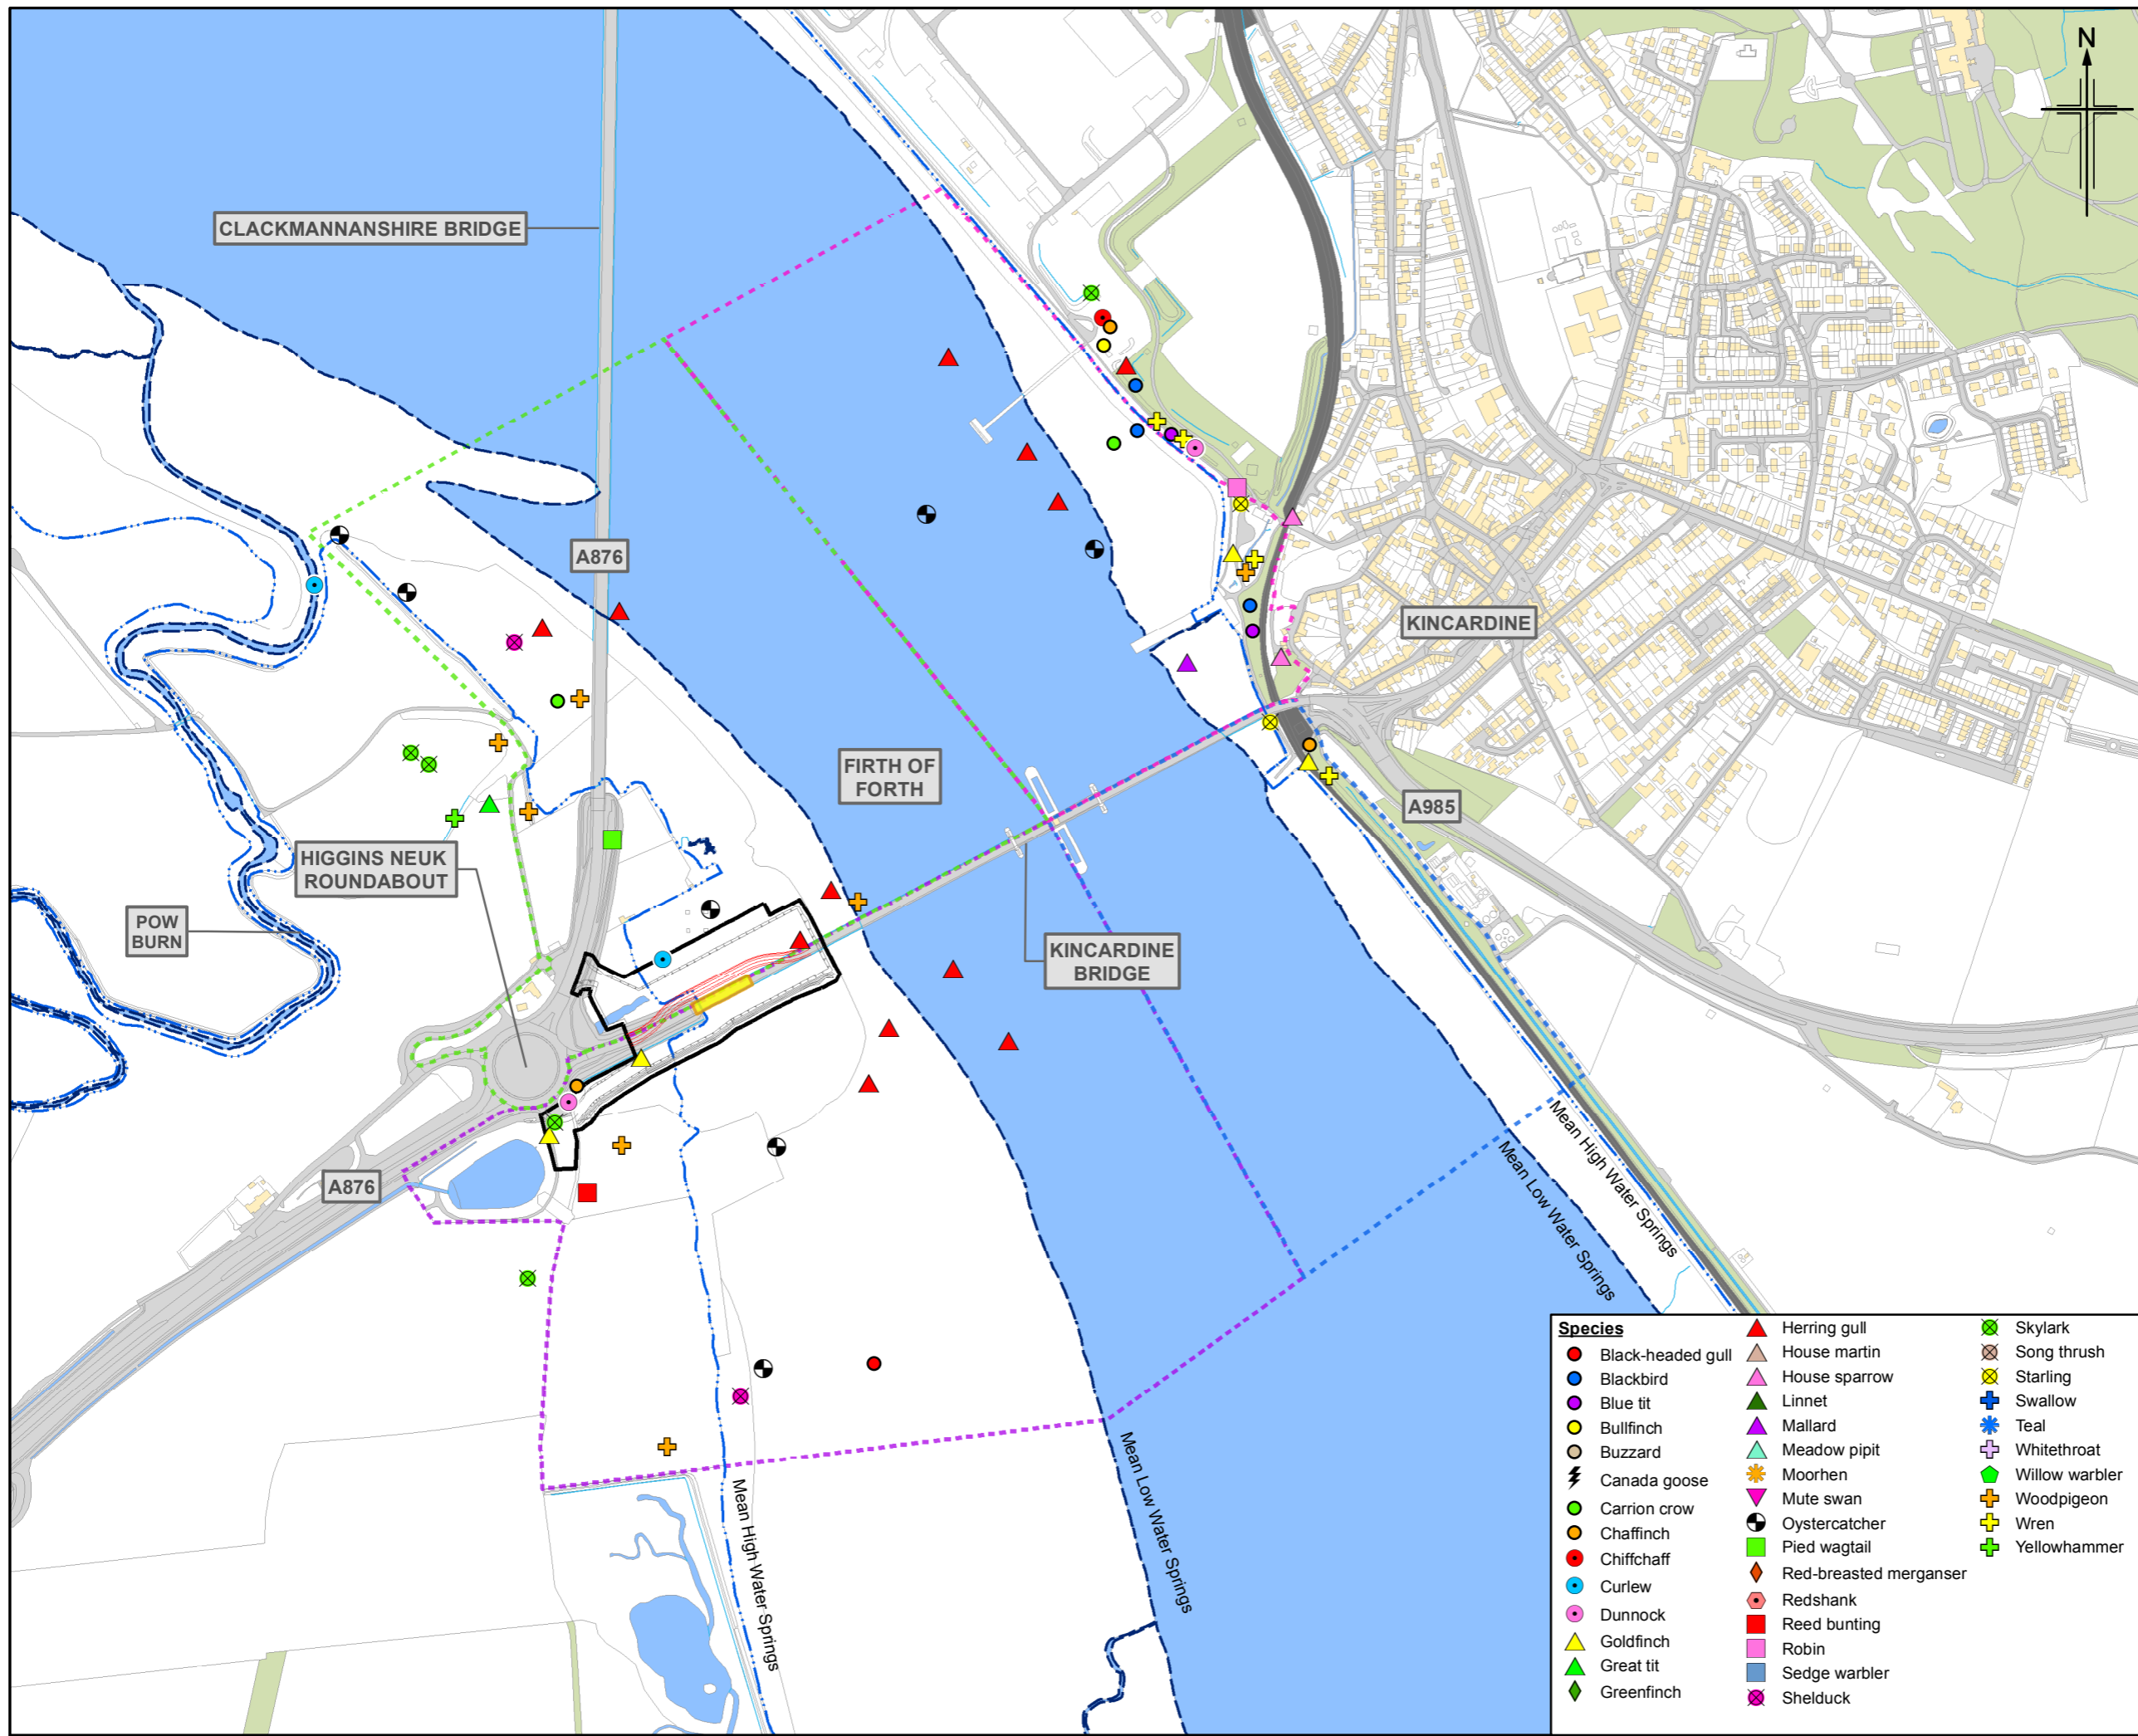 N
CLACKMANNANSHIRE BRIDGE
A876
KINCARDINE
FIRTH OF
FORTH
A985
HIGGINS NEUK
ROUNDABOUT
POW
BURN
KINCARDINE
BRIDGE
A876
Mean High Water Springs
Mean Low Water Springs
Mean Low Water Springs
Mean High Water Springs
Species
Black-headed gull
Blackbird
Blue tit
Bullfinch
Buzzard
Canada goose
Carrion crow
Chaffinch
Chiffchaff
Curlew
Dunnock
Goldfinch
Great tit
Greenfinch
Herring gull
House martin
House sparrow
Linnet
Mallard
Meadow pipit
Moorhen
Mute swan
Oystercatcher
Pied wagtail
Red-breasted merganser
Redshank
Reed bunting
Robin
Sedge warbler
Shelduck
Skylark
Song thrush
Starling
Swallow
Teal
Whitethroat
Willow warbler
Woodpigeon
Wren
Yellowhammer